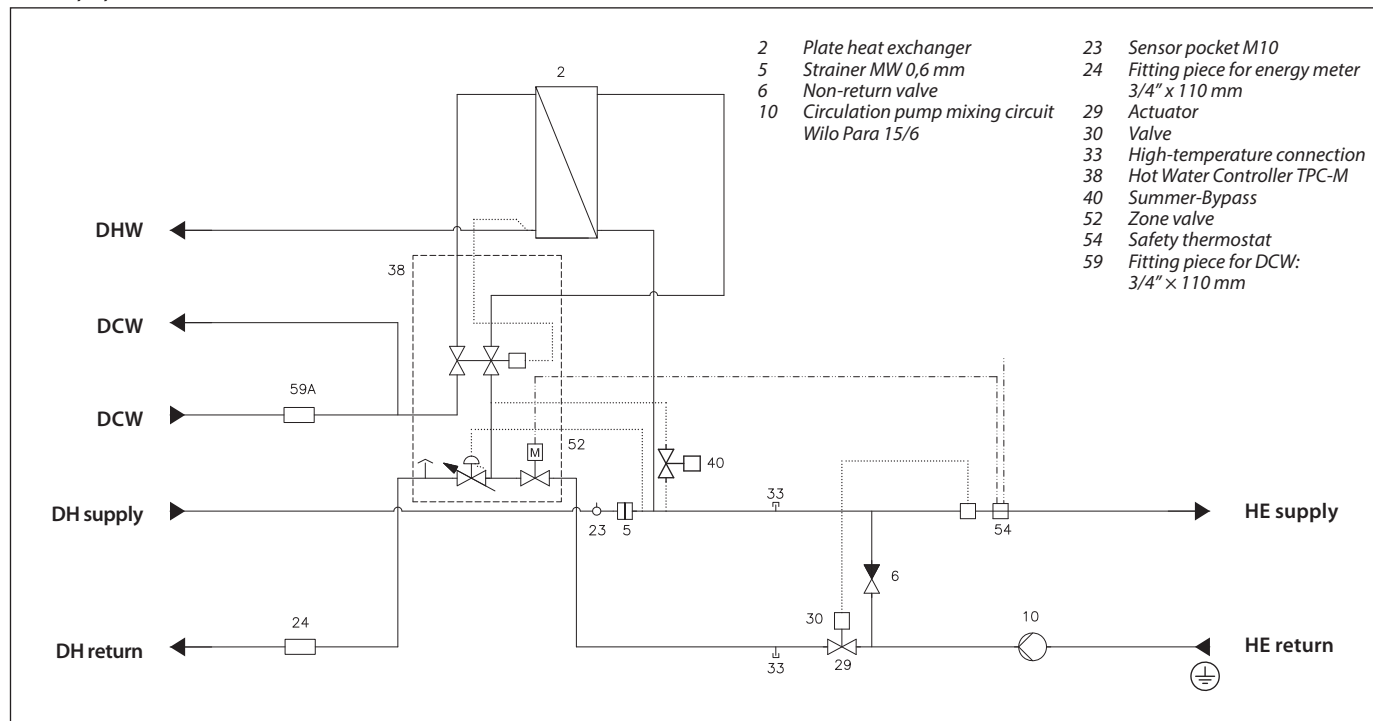 2 Plate heat exchanger
5 Strainer MW 0,6 mm
6 Non-return valve
10 Circulation pump mixing circuit
Wilo Para 15/6
23 Sensor pocket M10
24 Fitting piece for energy meter
3/4" x 110 mm
29 Actuator
30 Valve
33 High-temperature connection
38 Hot Water Controller TPC-M
40 Summer-Bypass
52 Zone valve
54 Safety thermostat
59 Fitting piece for DCW:
3/4" × 110 mm
2
DHW
38
DCW
59A
DCW
52
M
40
DH supply
23
5
33
54
HE supply
6
30
10
24
DH return
33
29
HE return